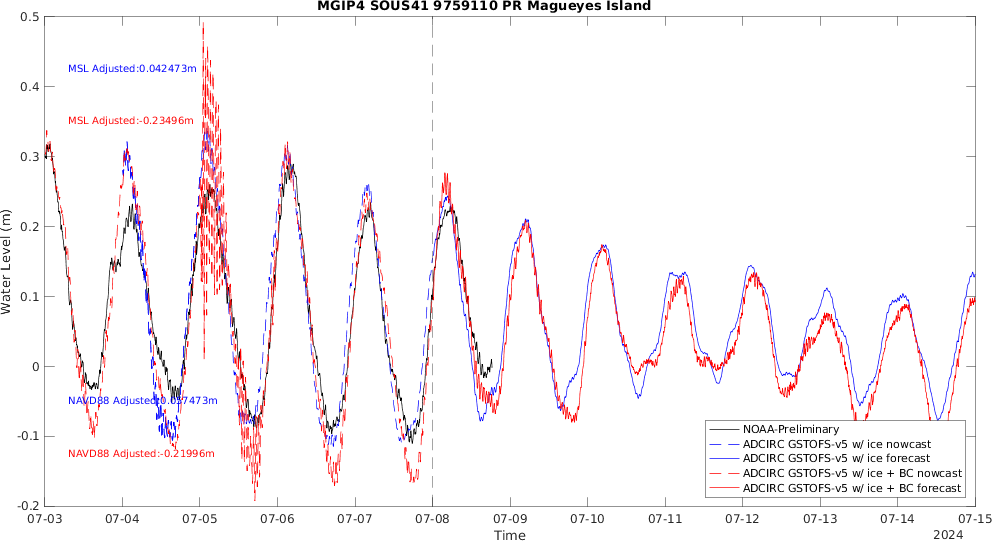 MGIP4 SOUS41 9759110 PR Magueyes Island
0.5
0.4
0.3
0.2
0.1
0
-0.1
-0.2
Water Level (m)
MSL Adjusted:0.042473m
MSL Adjusted:-0.23496m
NAVD88 Adjusted:0.057473m
NAVD88 Adjusted:-0.21996m
NOAA-Preliminary
ADCIRC GSTOFS-v5 w/ ice nowcast
ADCIRC GSTOFS-v5 w/ ice forecast
ADCIRC GSTOFS-v5 w/ ice + BC nowcast
ADCIRC GSTOFS-v5 w/ ice + BC forecast
07-03 07-04 07-05 07-06 07-07 07-08 07-09 07-10 07-11 07-12 07-13 07-14 07-15
Time
2024